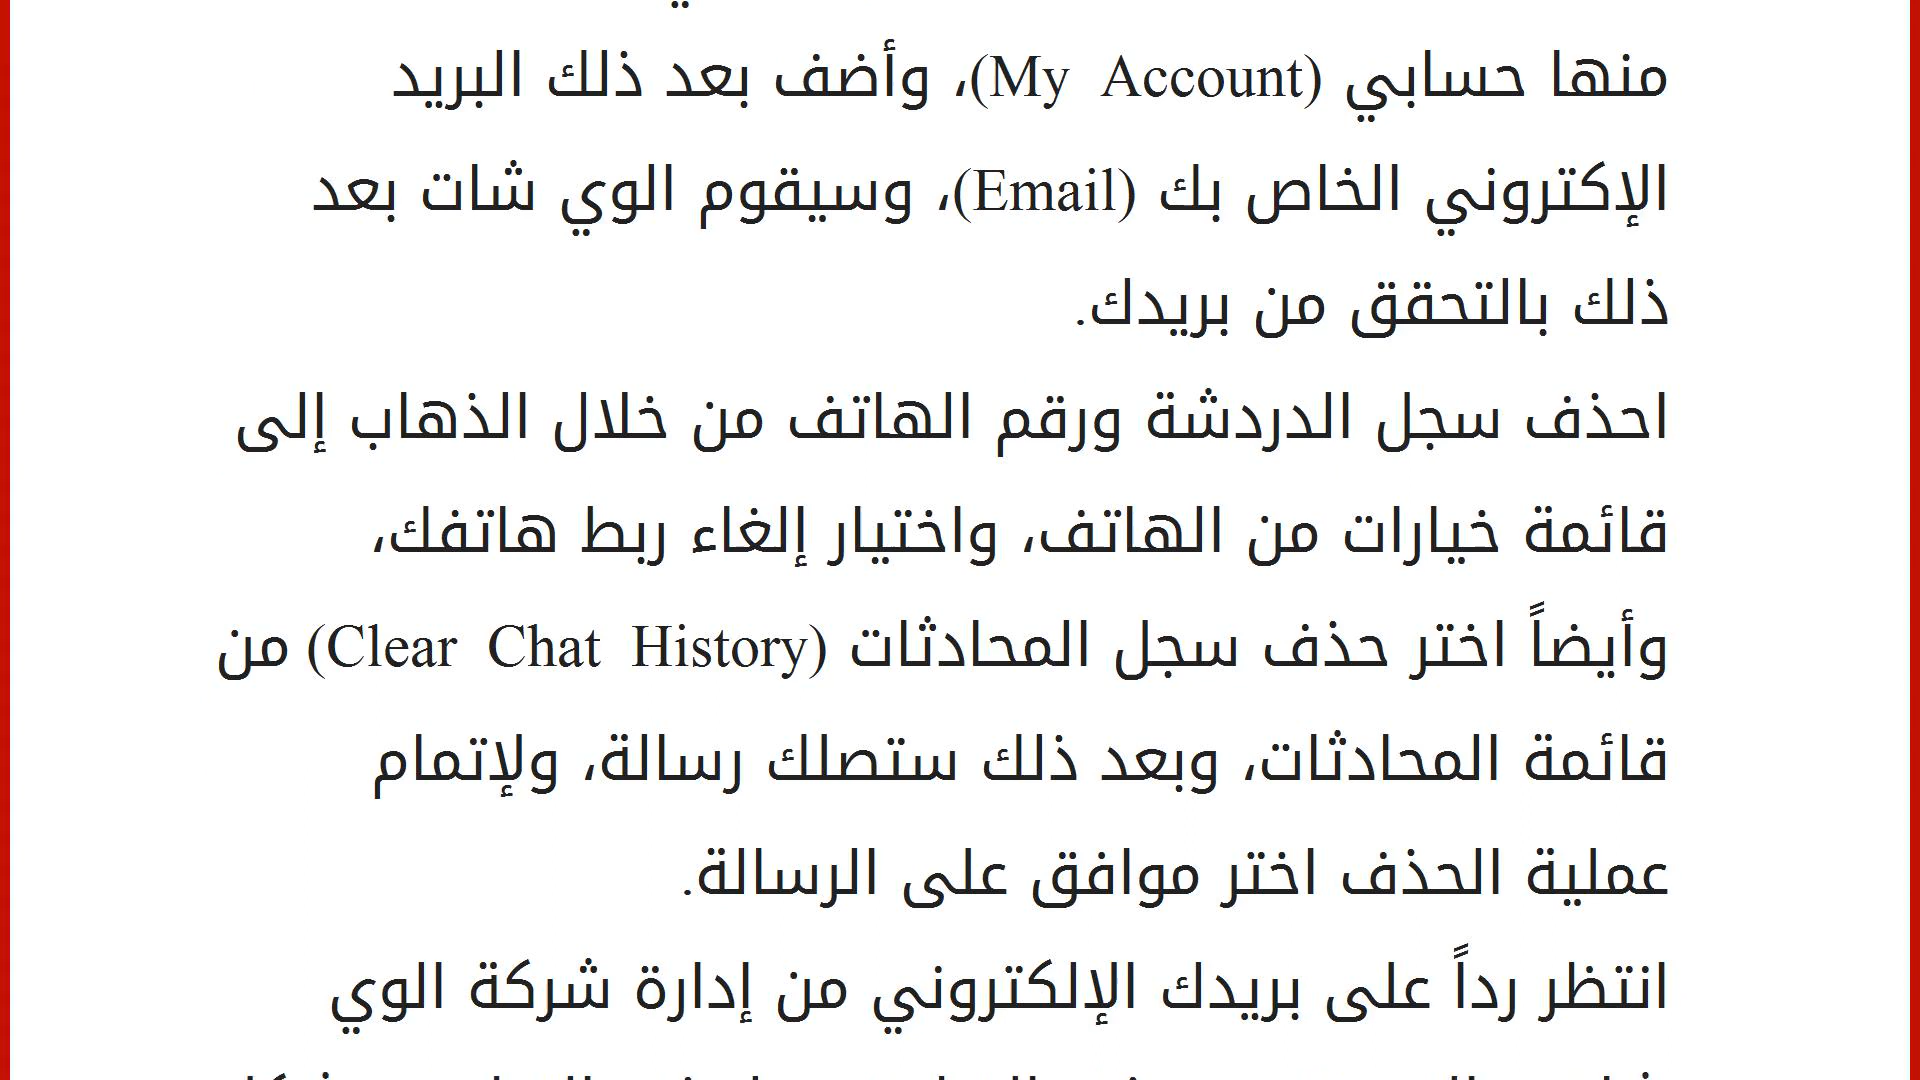 منها حسابي (My Account)، وأضف بعد ذلك البريد
الإكتروني الخاص بك (Email)، وسيقوم الوي شات بعد
ذلك بالتحقق من بريدك.
احذف سجل الدردشة ورقم الهاتف من خلال الذهاب إلى
قائمة خيارات من الهاتف، واختيار إلغاء ربط هاتفك،
وأيضاً اختر حذف سجل المحادثات (Clear Chat History) من
قائمة المحادثات، وبعد ذلك ستصلك رسالة، ولإتمام
عملية الحذف اختر موافق على الرسالة.
انتظر رداً على بريدك الإلكتروني من إدارة شركة الوي